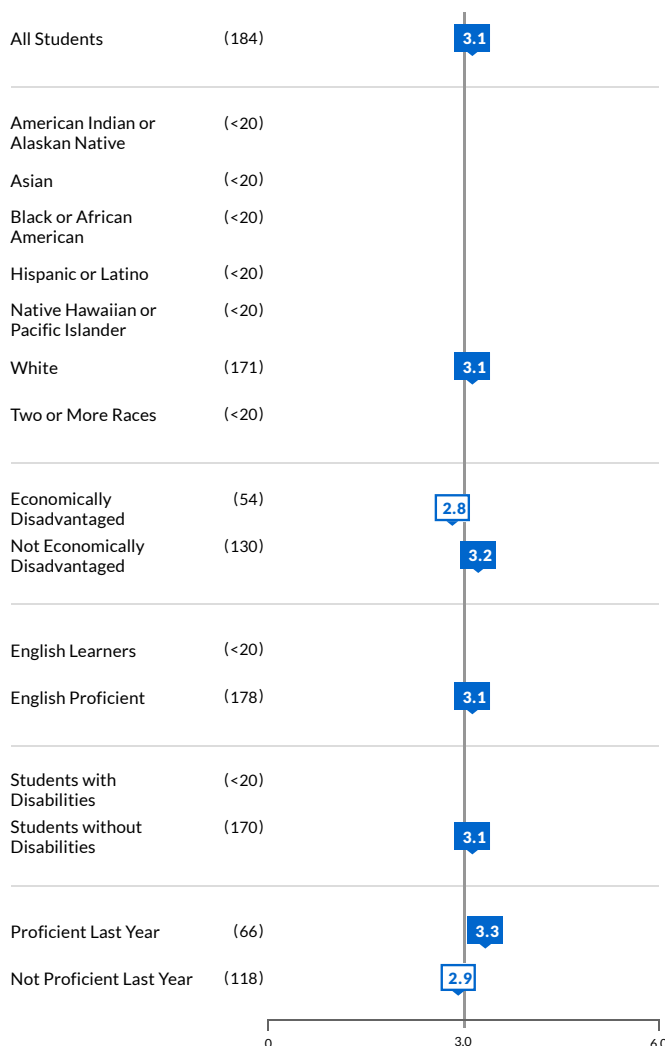 All Students (184) 3.1
American Indian or (<20)
Alaskan Native
Asian (<20)
Black or African (<20)
American
Hispanic or Latino (<20)
Native Hawaiian or (<20)
Pacific Islander
White (171) 3.1
Two or More Races (<20)
Economically (54) 2.8
Disadvantaged
Not Economically (130) 3.2
Disadvantaged
English Learners (<20)
English Proficient (178) 3.1
Students with (<20)
Disabilities
Students without (170) 3.1
Disabilities
Proficient Last Year (66) 3.3
Not Proficient Last Year (118) 2.9
0 3.0 6.0